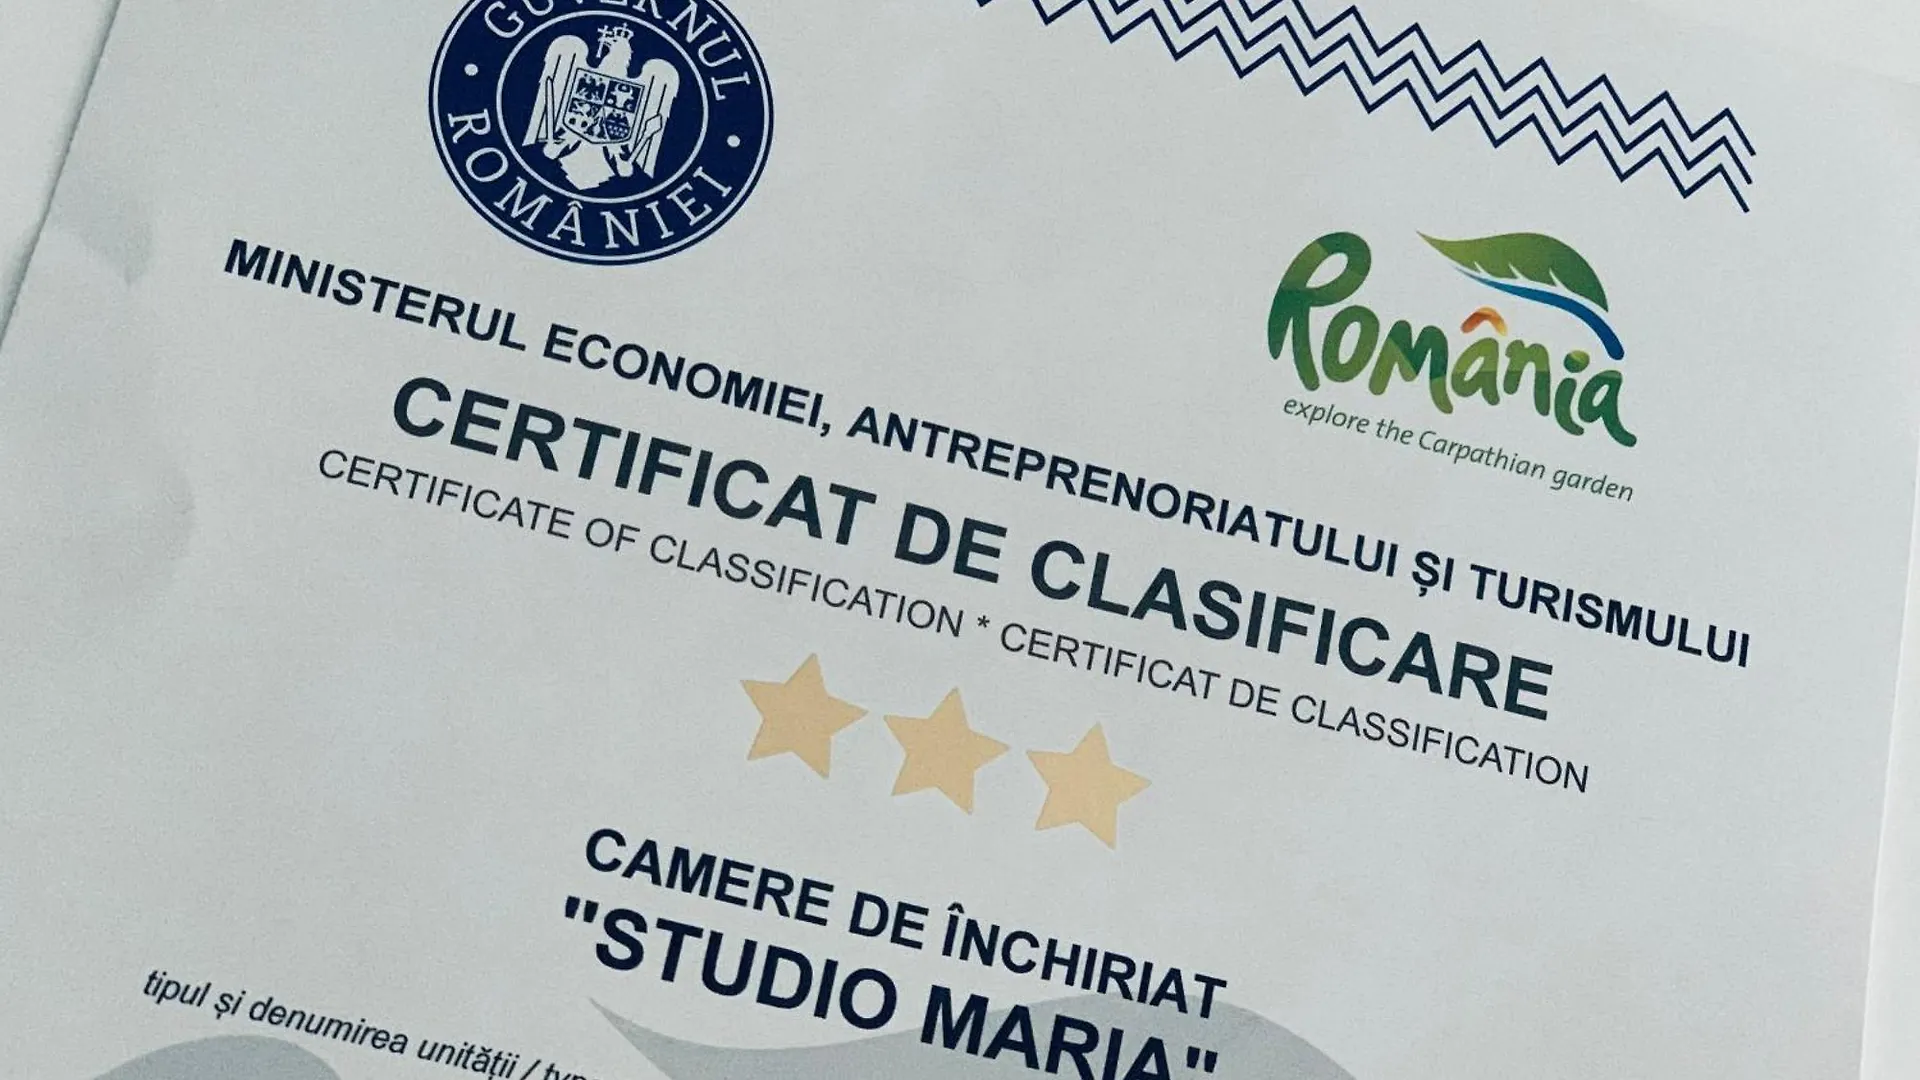 GUVERNUL ROMÂNIEI
România
explore the Carpathian garden
MINISTERUL ECONOMIEI, ANTREPRENORIATULUI ȘI TURISMULUI
CERTIFICAT DE CLASIFICARE
CERTIFICATE OF CLASSIFICATION * CERTIFICAT DE CLASSIFICATION
CAMERE DE ÎNCHIRIAT
"STUDIO MARIA"
tipul și denumirea unității /